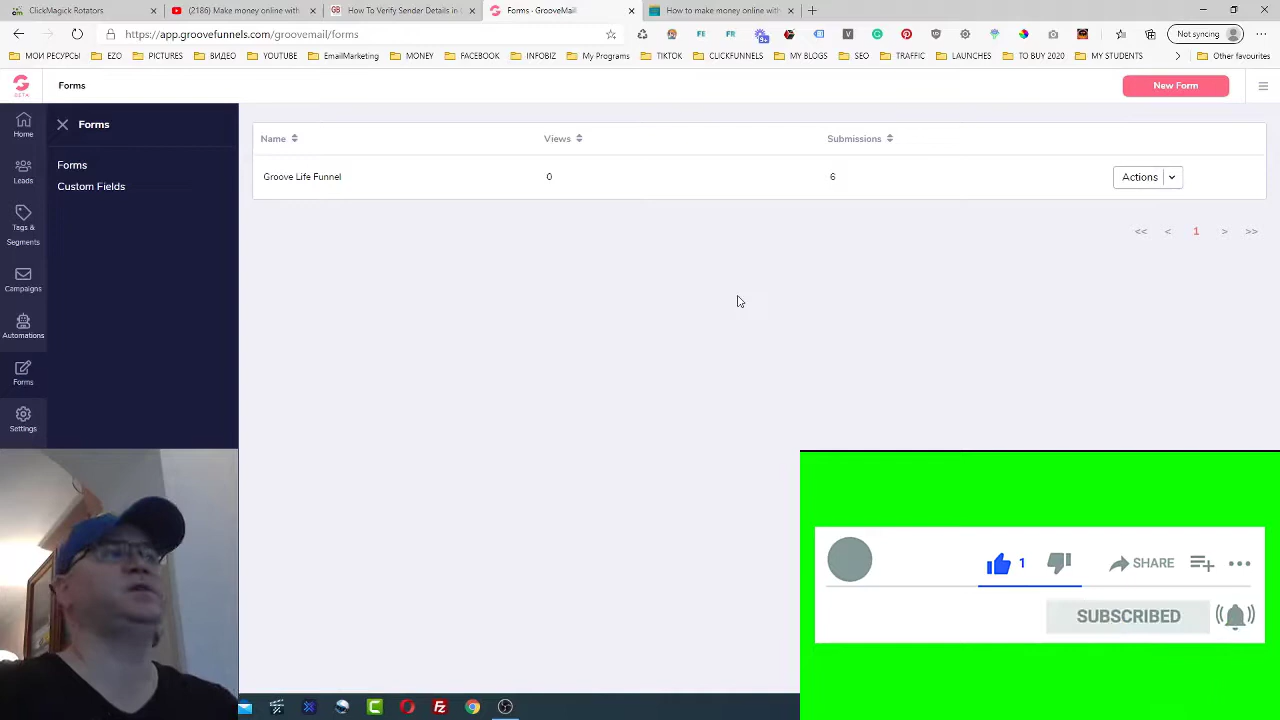 ClickMagick Rotators
(2186) Make money online with
GB How To Verify Sender Details in G
Forms - GrooveMail
How to make money online with
https://app.groovefunnels.com/groovemail/forms
Not syncing
МОИ РЕСУРСЫ
EZO
PICTURES
ВИДЕО
YOUTUBE
EmailMarketing
MONEY
FACEBOOK
INFOBIZ
My Programs
TIKTOK
CLICKFUNNELS
MY BLOGS
SEO
TRAFFIC
LAUNCHES
TO BUY 2020
MY STUDENTS
Other favourites
BETA
Forms
New Form
Home
Leads
Tags &
Segments
Campaigns
Automations
Forms
Settings
Forms
Forms
Custom Fields
Name
Views
Submissions
Groove Life Funnel
0
6
Actions
<< < 1 > >>
1
SHARE
SUBSCRIBED